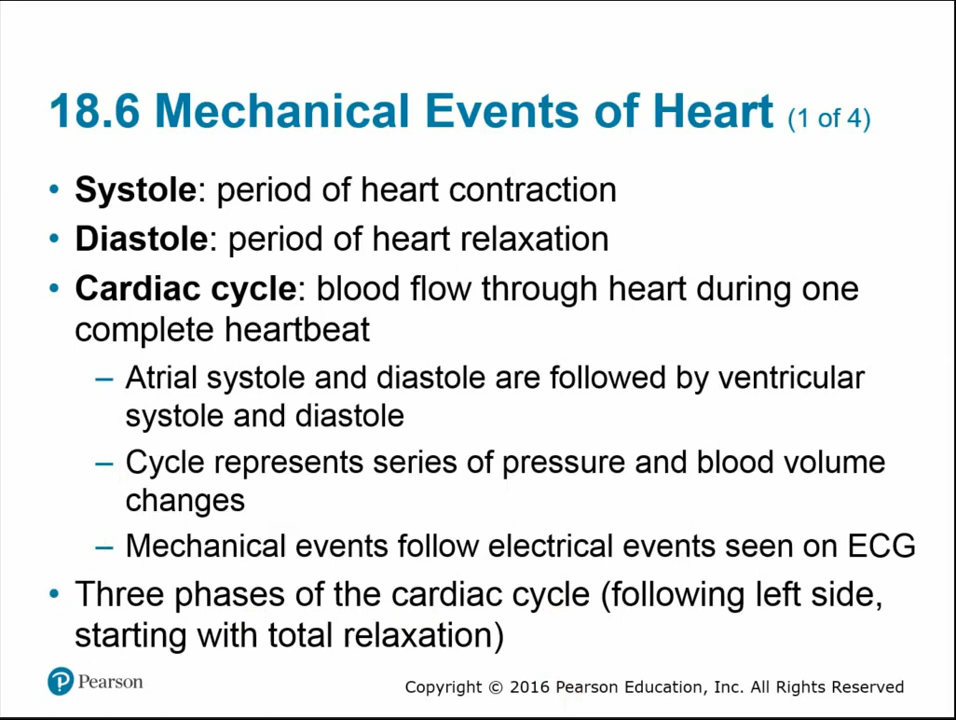 18.6 Mechanical Events of Heart (1 of 4)
• Systole: period of heart contraction
• Diastole: period of heart relaxation
• Cardiac cycle: blood flow through heart during one
complete heartbeat
– Atrial systole and diastole are followed by ventricular
systole and diastole
– Cycle represents series of pressure and blood volume
changes
– Mechanical events follow electrical events seen on ECG
• Three phases of the cardiac cycle (following left side,
starting with total relaxation)
P Pearson
Copyright © 2016 Pearson Education, Inc. All Rights Reserved